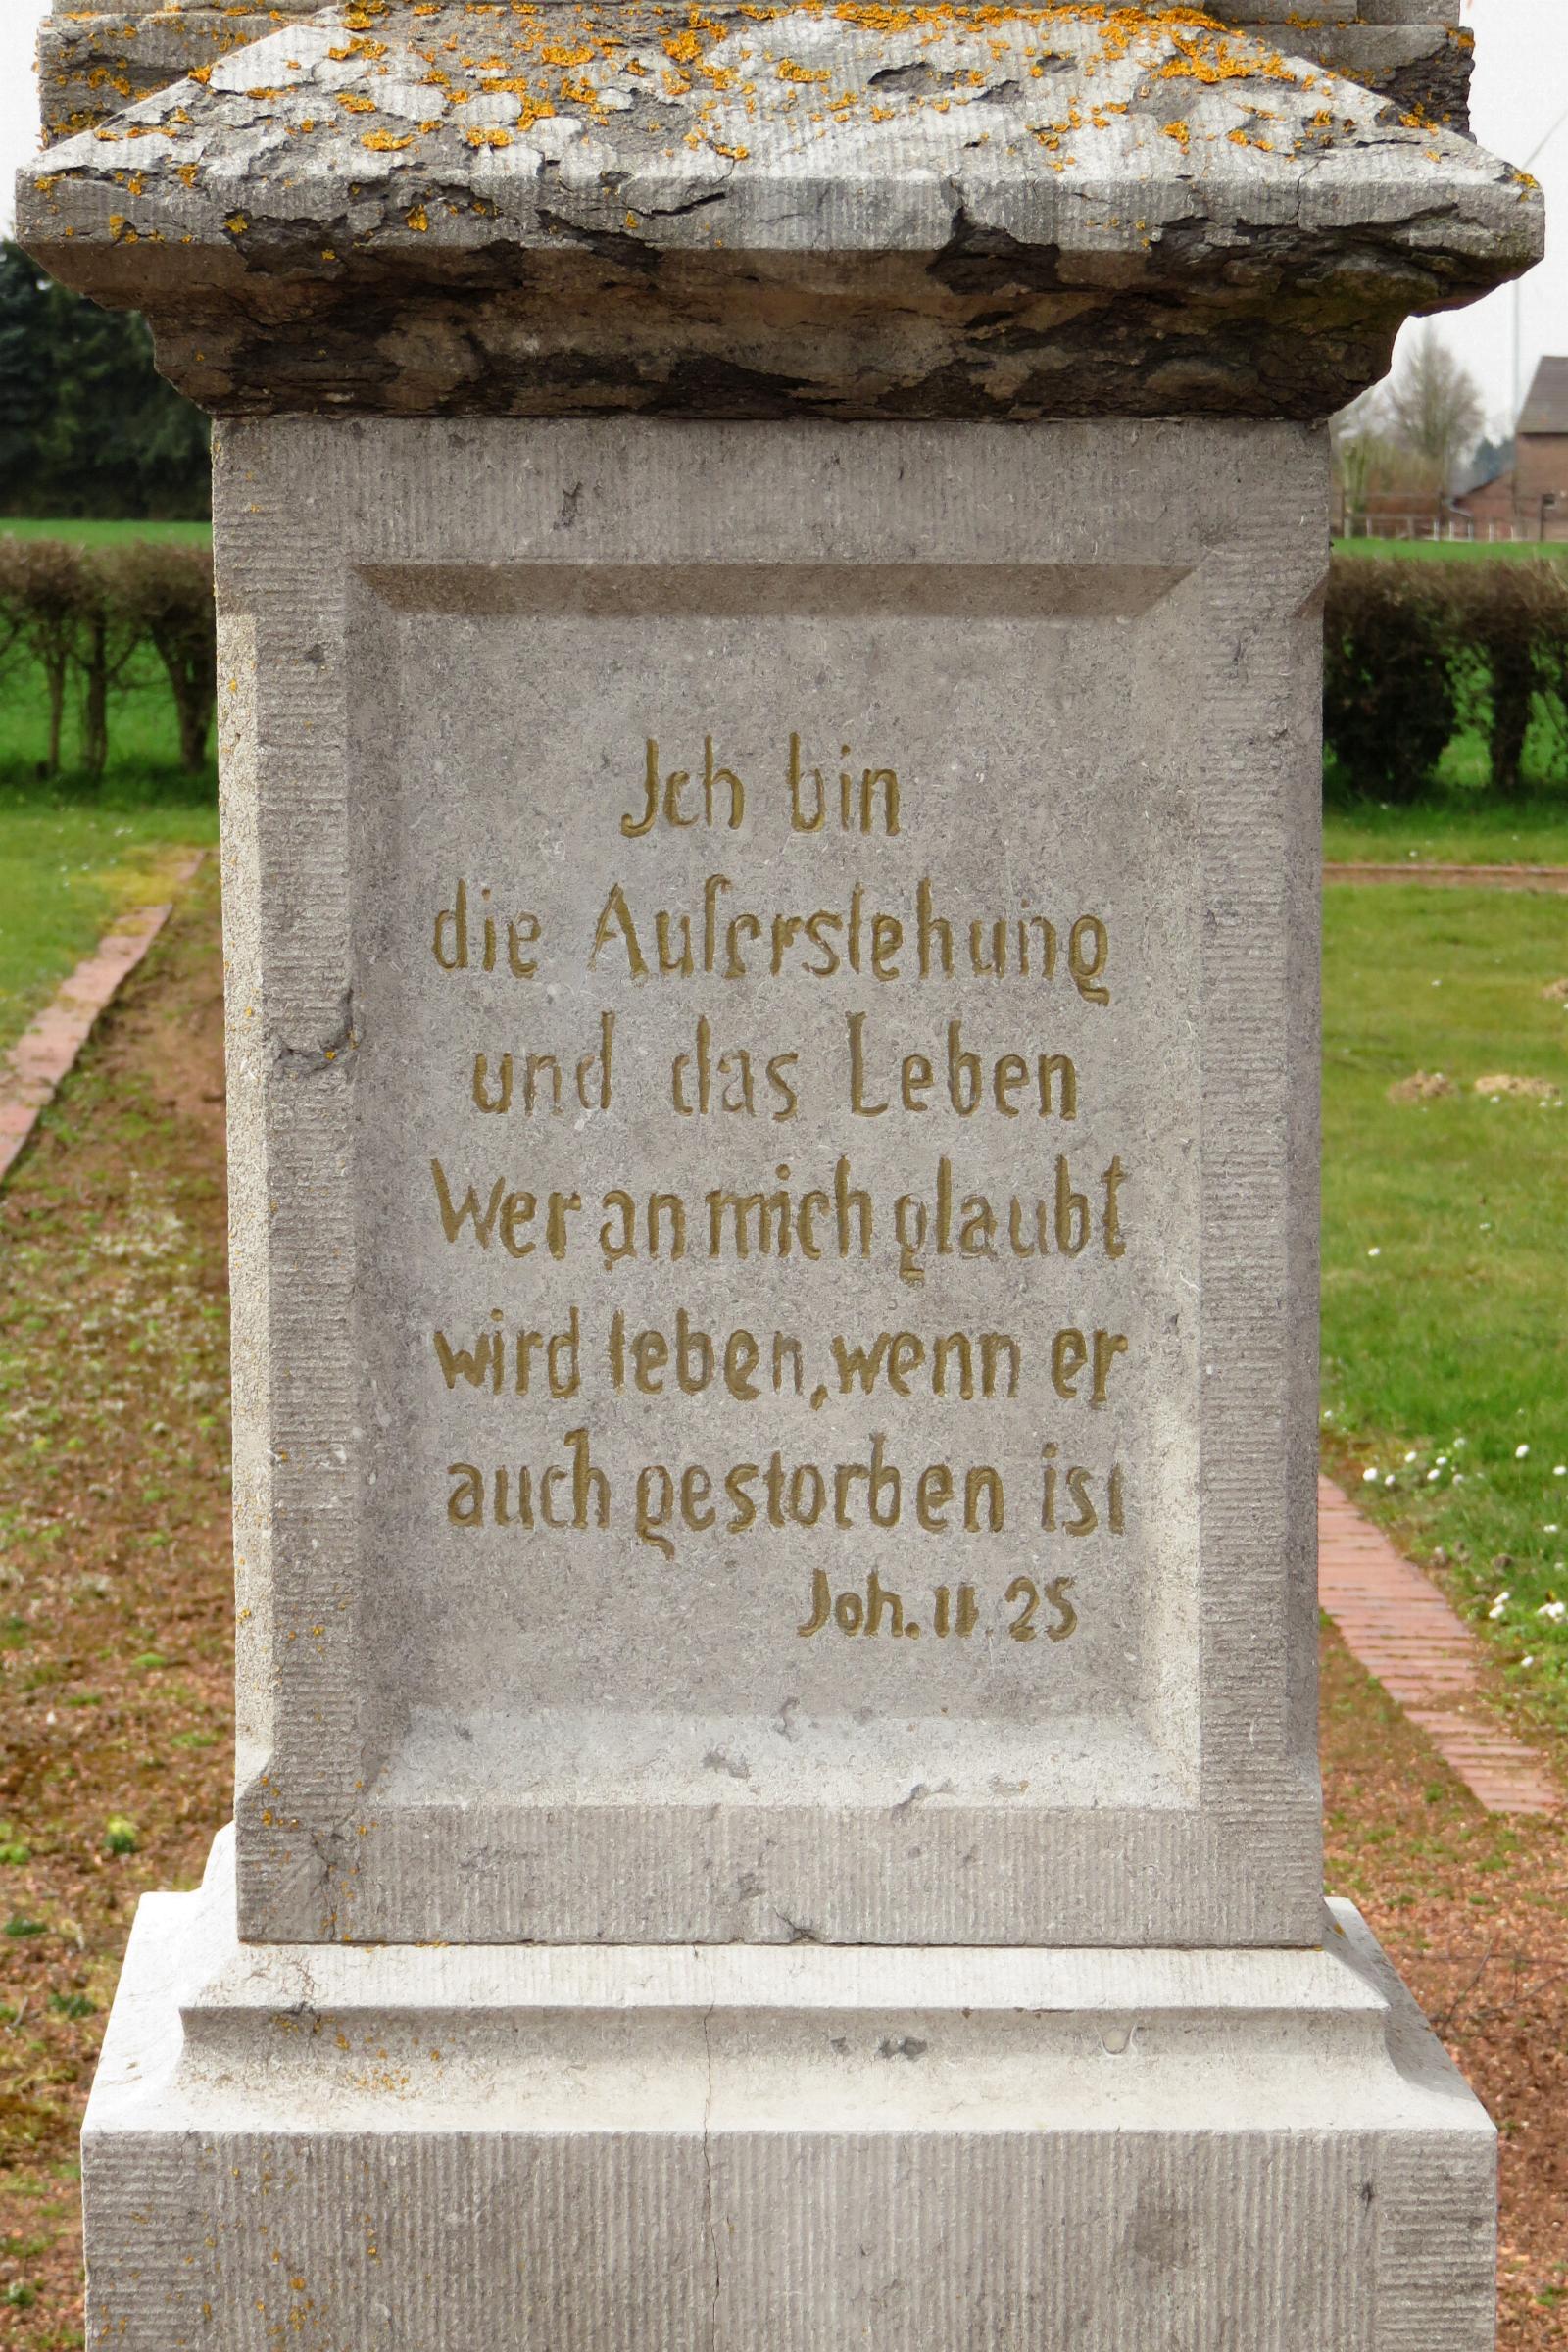 Ich bin
die Auferstehung
und das Leben
Wer an mich glaubt
wird leben, wenn er
auch gestorben ist
Joh. 11. 25